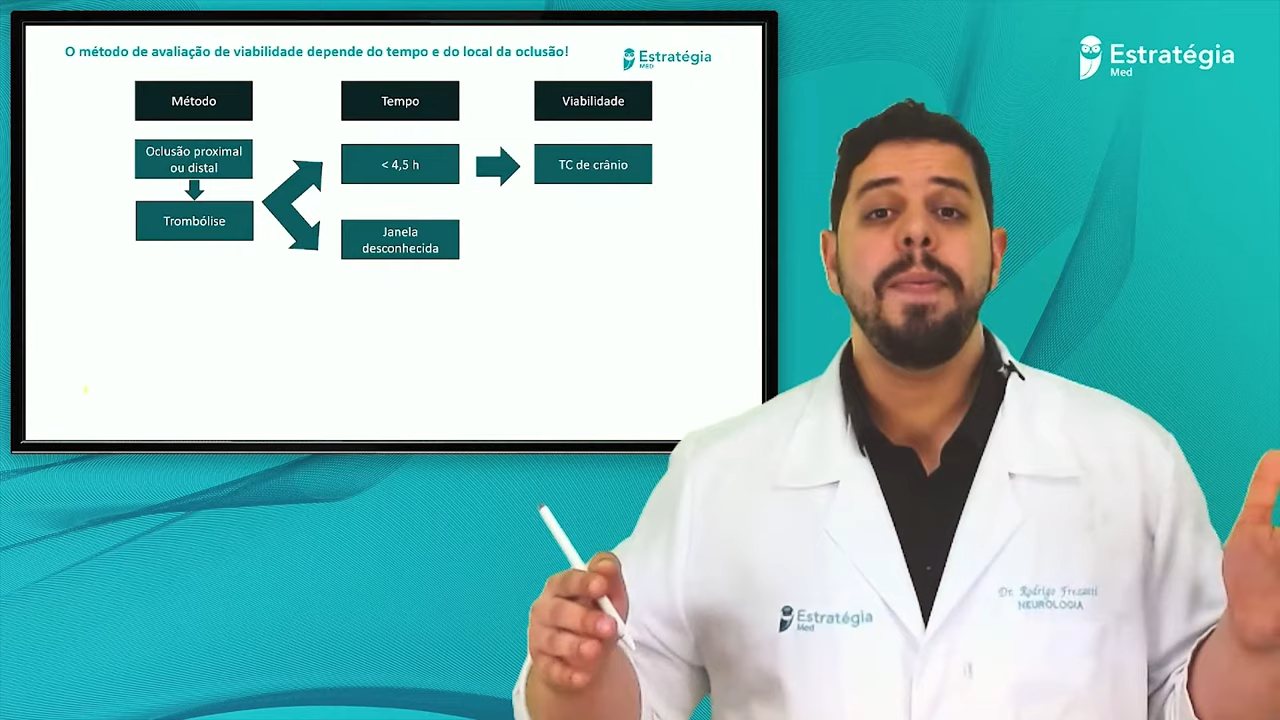 O método de avaliação de viabilidade depende do tempo e do local da oclusão!
Estratégia
MED
Método
Tempo
Viabilidade
Oclusão proximal
ou distal
Trombólise
< 4,5 h
TC de crânio
Janela
desconhecida
Estratégia
Med
Estratégia
Med
Dr. Rodrigo
NEUROLOGIA